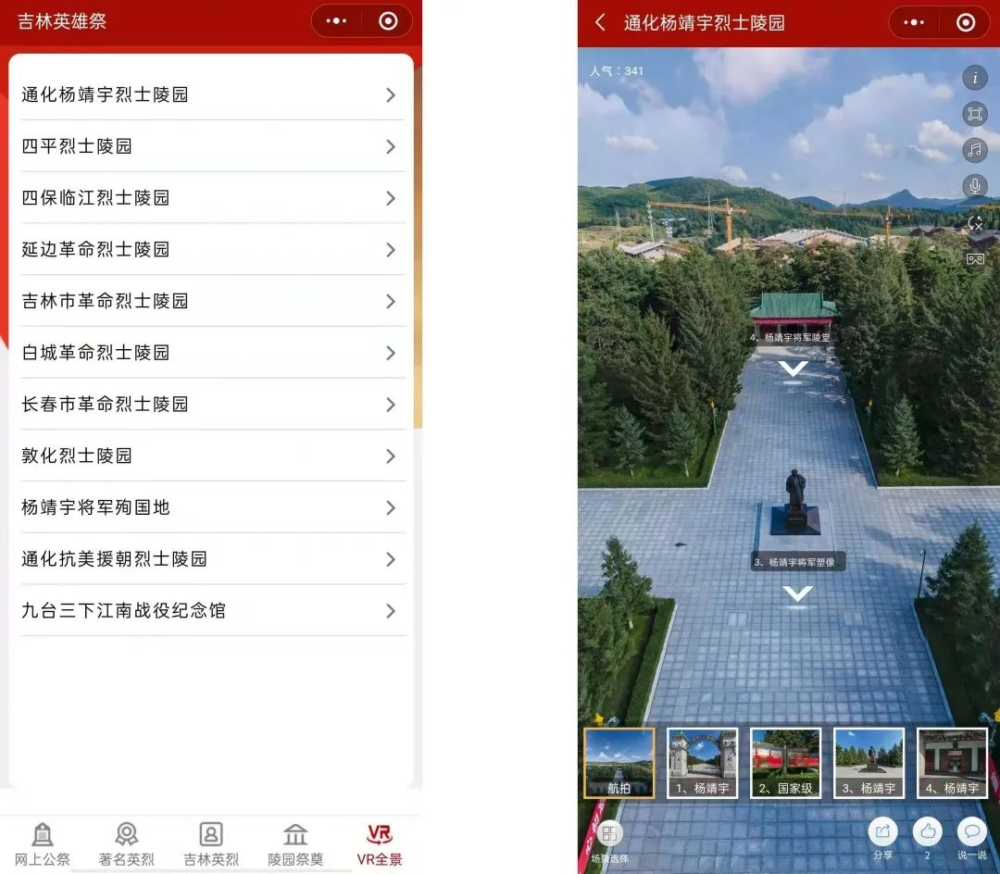 吉林英雄祭
通化杨靖宇烈士陵园
四平烈士陵园
四保临江烈士陵园
延边革命烈士陵园
吉林市革命烈士陵园
白城革命烈士陵园
长春市革命烈士陵园
敦化烈士陵园
杨靖宇将军殉国地
通化抗美援朝烈士陵园
九台三下江南战役纪念馆
网上公祭
著名英烈
吉林英烈
陵园祭奠
VR全景
通化杨靖宇烈士陵园
人气：341
4、杨靖宇将军陵堂
3、杨靖宇将军塑像
航拍
1、杨靖宇
2、国家级
3、杨靖宇
4、杨靖宇
场景选择
分享
2
说一说